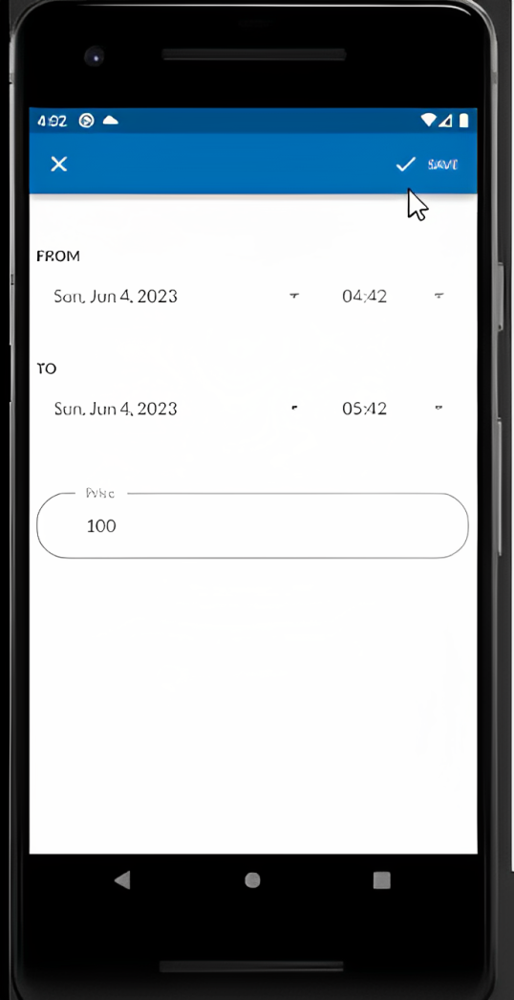 4:02
SAVE
FROM
Sun, Jun 4, 2023 04:42
TO
Sun, Jun 4, 2023 05:42
100